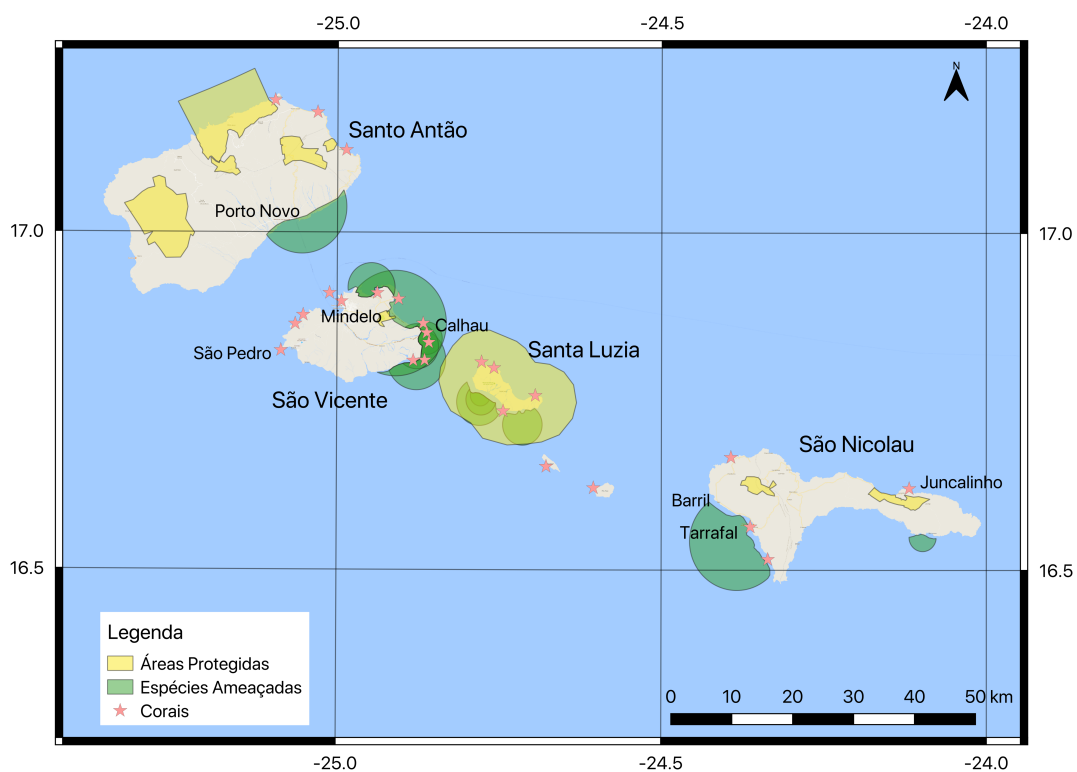 -25.0 -24.5 -24.0
N
Santo Antão
Porto Novo
17.0 17.0
Mindelo
Calhau
São Pedro
Santa Luzia
São Vicente
São Nicolau
Juncalinho
Barril
Tarrafal
16.5 16.5
Legenda
Áreas Protegidas
Espécies Ameaçadas
Corais
0 10 20 30 40 50 km
-25.0 -24.5 -24.0